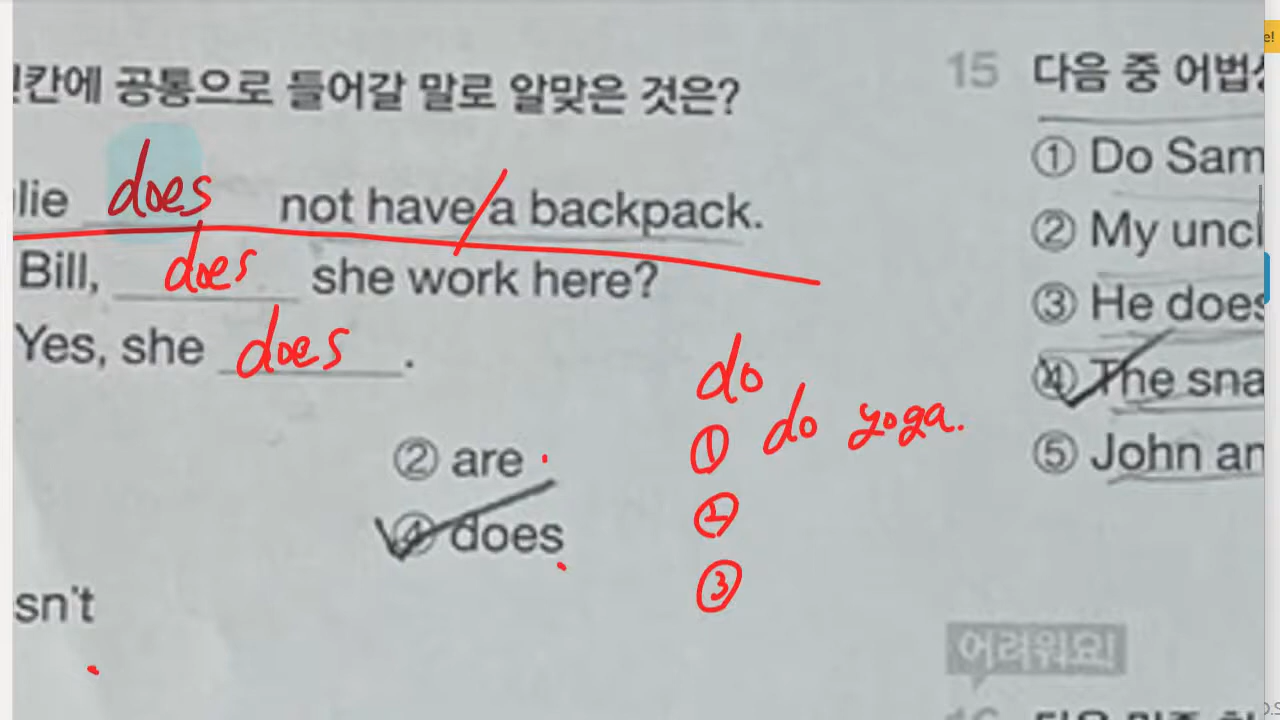 빈칸에 공통으로 들어갈 말로 알맞은 것은?
lie does not have / a backpack.
Bill, does she work here?
Yes, she does.
② are
④ does
sn't
do
① do yoga.
②
③
15 다음 중 어법상
① Do Sam
② My uncl
③ He does
④ The sna
⑤ John an
어려워요!